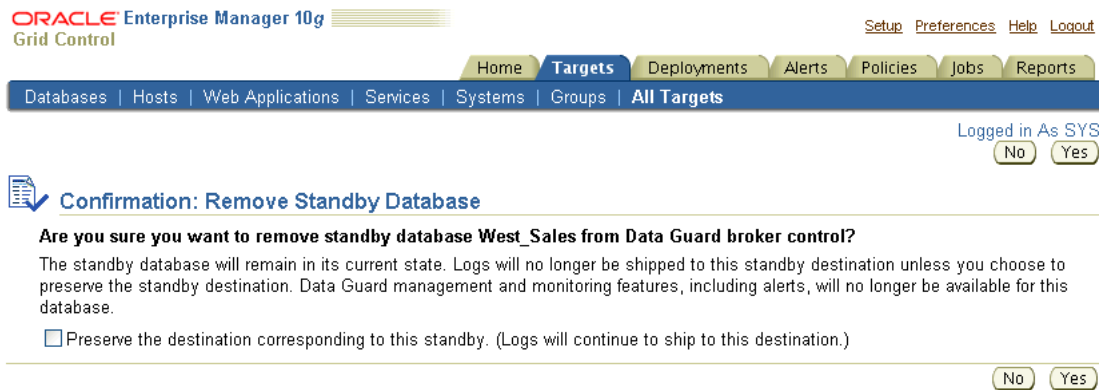 ORACLE Enterprise Manager 10g
Grid Control
Setup Preferences Help Logout
Home Targets Deployments Alerts Policies Jobs Reports
Databases | Hosts | Web Applications | Services | Systems | Groups | All Targets
Logged in As SYS
No Yes
Confirmation: Remove Standby Database
Are you sure you want to remove standby database West_Sales from Data Guard broker control?
The standby database will remain in its current state. Logs will no longer be shipped to this standby destination unless you choose to
preserve the standby destination. Data Guard management and monitoring features, including alerts, will no longer be available for this
database.
Preserve the destination corresponding to this standby. (Logs will continue to ship to this destination.)
No Yes